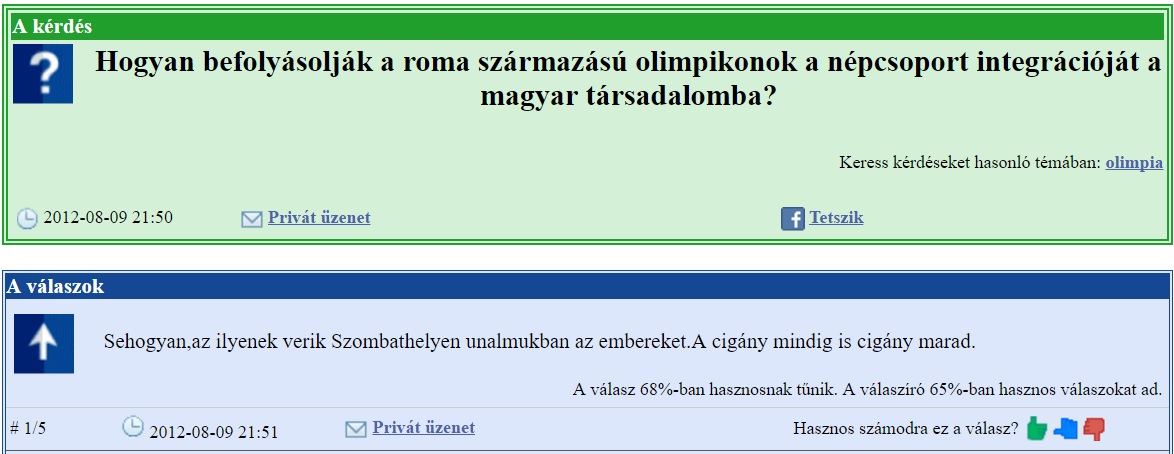 A kérdés
Hogyan befolyásolják a roma származású olimpikonok a népcsoport integrációját a
magyar társadalomba?
Keress kérdéseket hasonló témában: olimpia
2012-08-09 21:50 Privát üzenet Tetszik
A válaszok
Sehogyan,az ilyenek verik Szombathelyen unalmukban az embereket.A cigány mindig is cigány marad.
A válasz 68%-ban hasznosnak tűnik. A válaszíró 65%-ban hasznos válaszokat ad.
# 1/5 2012-08-09 21:51 Privát üzenet Hasznos számodra ez a válasz?